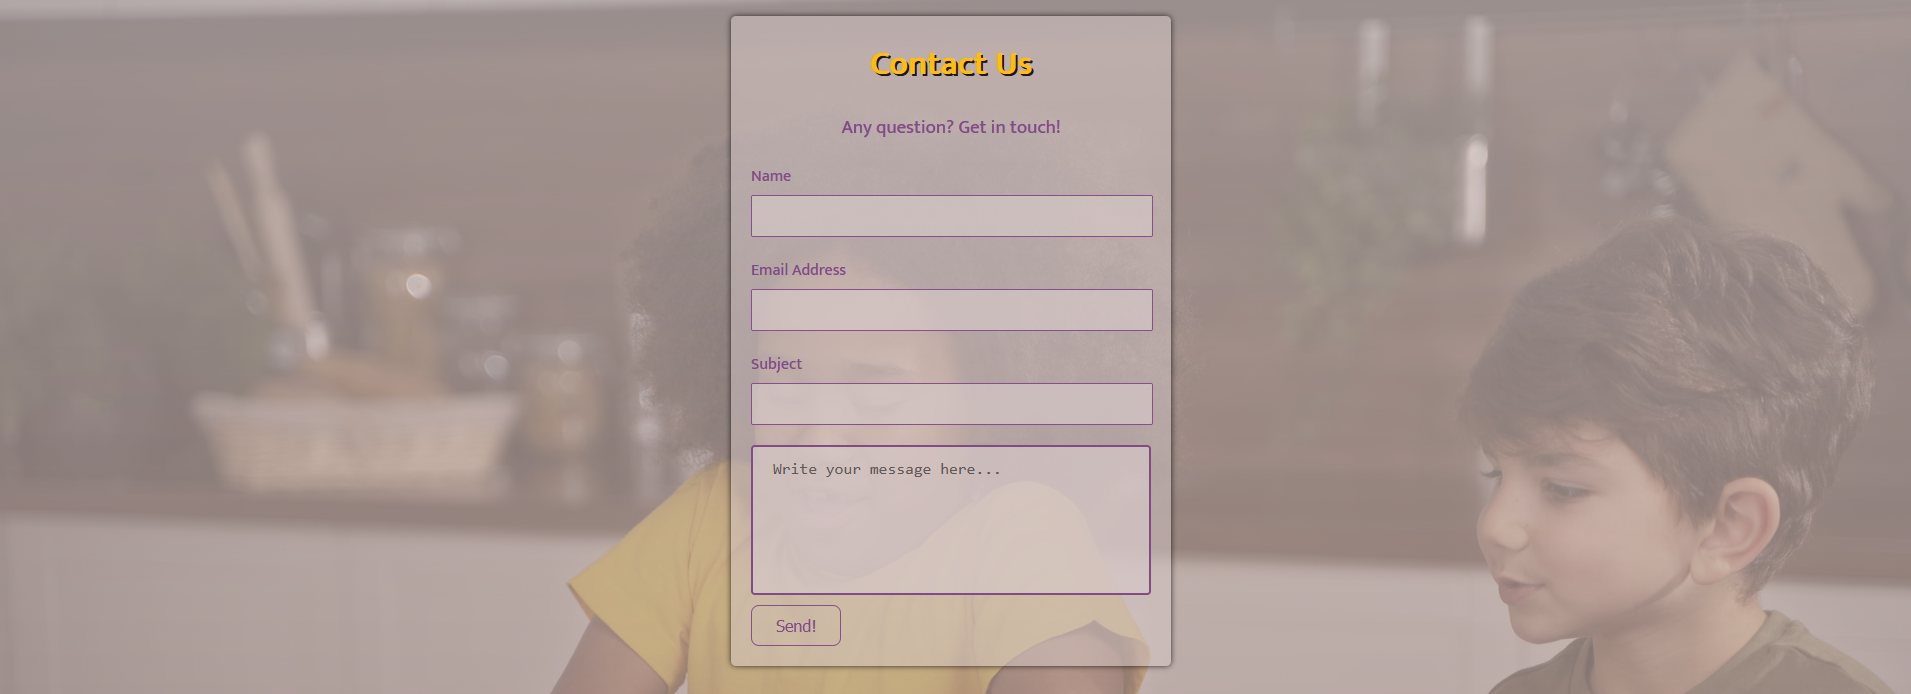 Contact Us
Any question? Get in touch!
Name
Email Address
Subject
Write your message here...
Send!